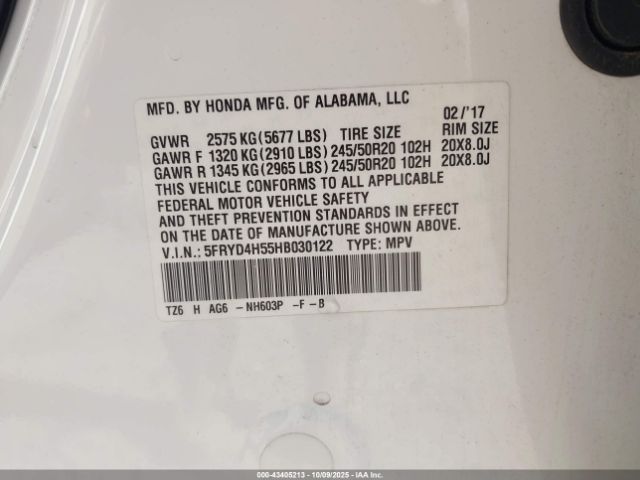 MFD. BY HONDA MFG. OF ALABAMA, LLC 02/'17
GVWR 2575 KG(5677 LBS) TIRE SIZE RIM SIZE
GAWR F 1320 KG(2910 LBS) 245/50R20 102H 20X8.0J
GAWR R 1345 KG(2965 LBS) 245/50R20 102H 20X8.0J
THIS VEHICLE CONFORMS TO ALL APPLICABLE
FEDERAL MOTOR VEHICLE SAFETY
AND THEFT PREVENTION STANDARDS IN EFFECT
ON THE DATE OF MANUFACTURE SHOWN ABOVE.
V.I.N.: 5FRYD4H55HB030122 TYPE: MPV
TZ6 H AG6 -NH603P -F-B
000-43405213 - 10/09/2025 - IAAI.COM